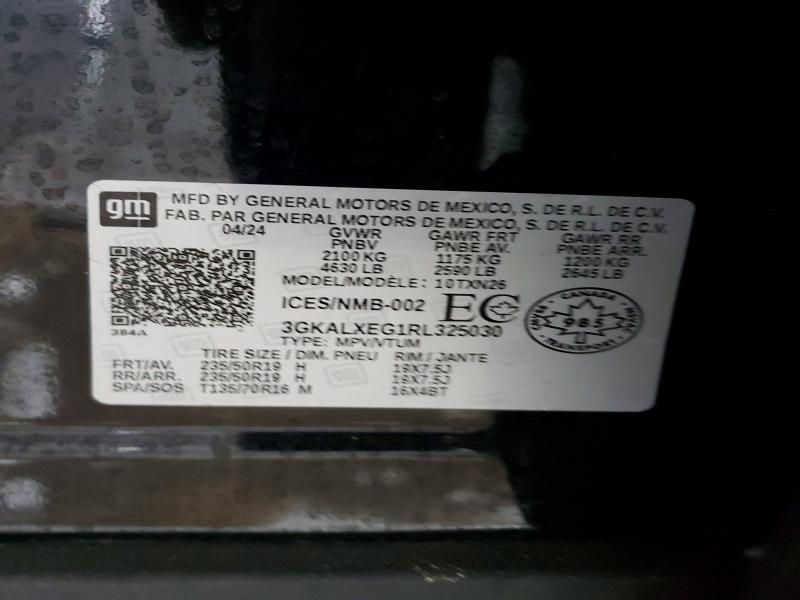 gm
MFD BY GENERAL MOTORS DE MEXICO, S. DE R.L. DE C.V.
FAB. PAR GENERAL MOTORS DE MEXICO, S. DE R.L. DE C.V.
04/24 GVWR GAWR FRT GAWR RR
PNBV PNBE AV. PNBE ARR.
2100 KG 1175 KG 1200 KG
4630 LB 2590 LB 2645 LB
MODEL/MODÈLE: 10TXN26
ICES/NMB-002 EC
384A
3GKALXEG1RL325030
TYPE: MPV/VTUM
CANADA
985
TRANSPORT
TIRE SIZE / DIM. PNEU RIM / JANTE
FRT/AV. 235/50R19 H 19X7.5J
RR/ARR. 235/50R19 H 19X7.5J
SPA/SOS T135/70R16 M 16X4BT